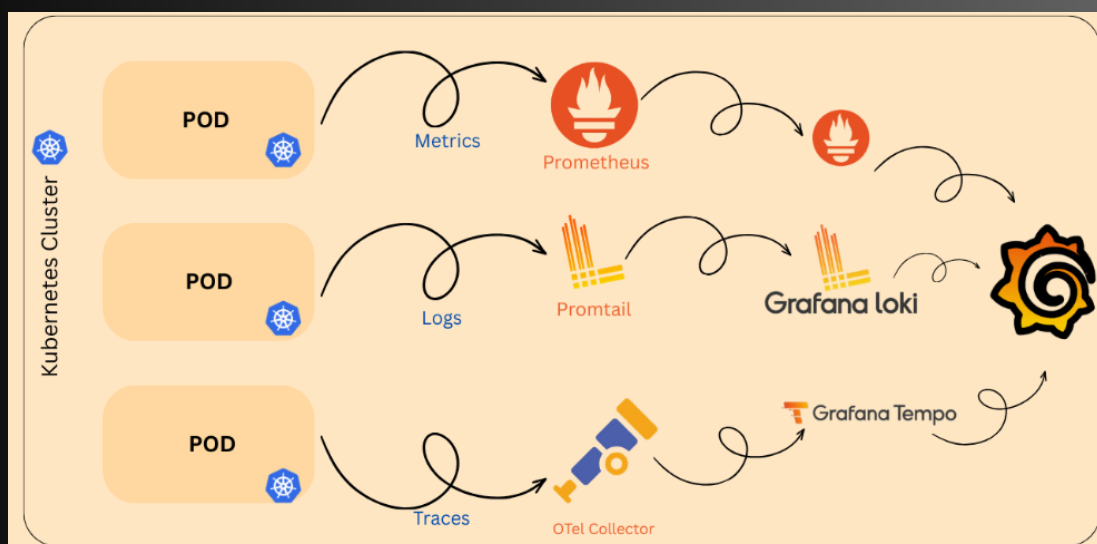 Kubernetes Cluster
POD
Metrics
Prometheus
POD
Logs
Promtail
Grafana loki
POD
Traces
OTel Collector
Grafana Tempo